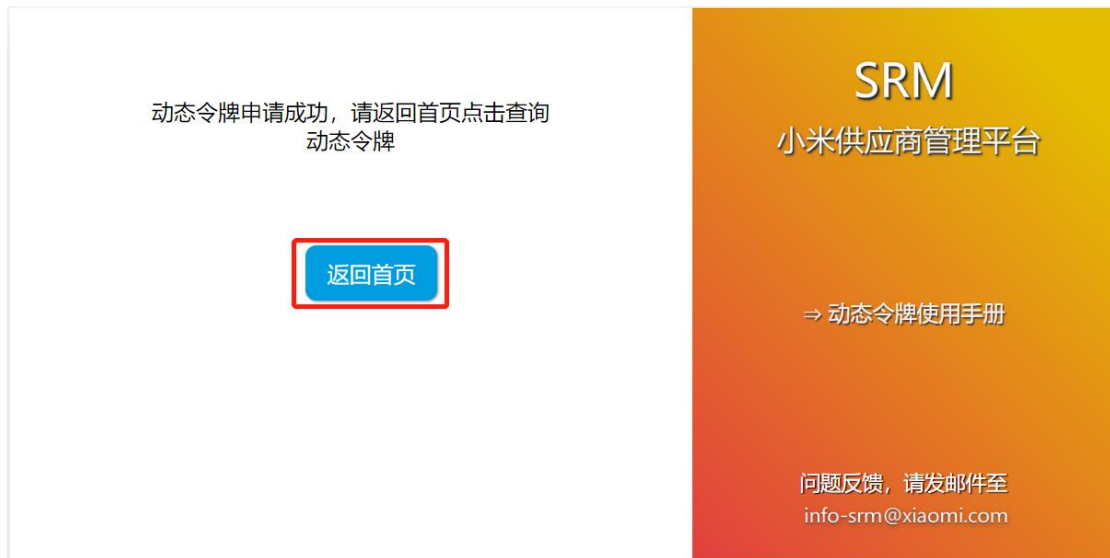 动态令牌申请成功，请返回首页点击查询
动态令牌
返回首页
SRM
小米供应商管理平台
⇒ 动态令牌使用手册
问题反馈，请发邮件至
info-srm@xiaomi.com